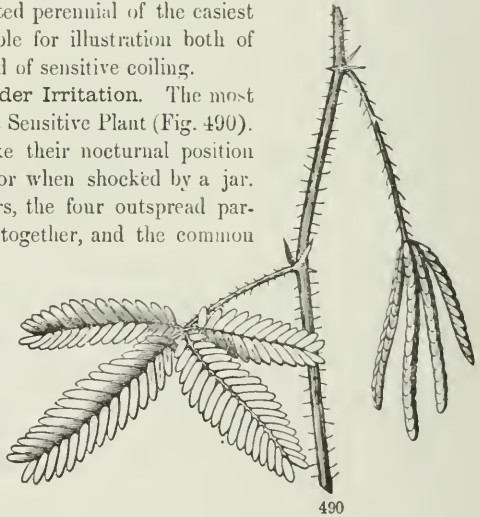 ted perennial of the easiest
ple for illustration both of
d of sensitive coiling.
der Irritation. The most
e Sensitive Plant (Fig. 490).
ke their nocturnal position
or when shocked by a jar.
rs, the four outspread par-
together, and the common
490